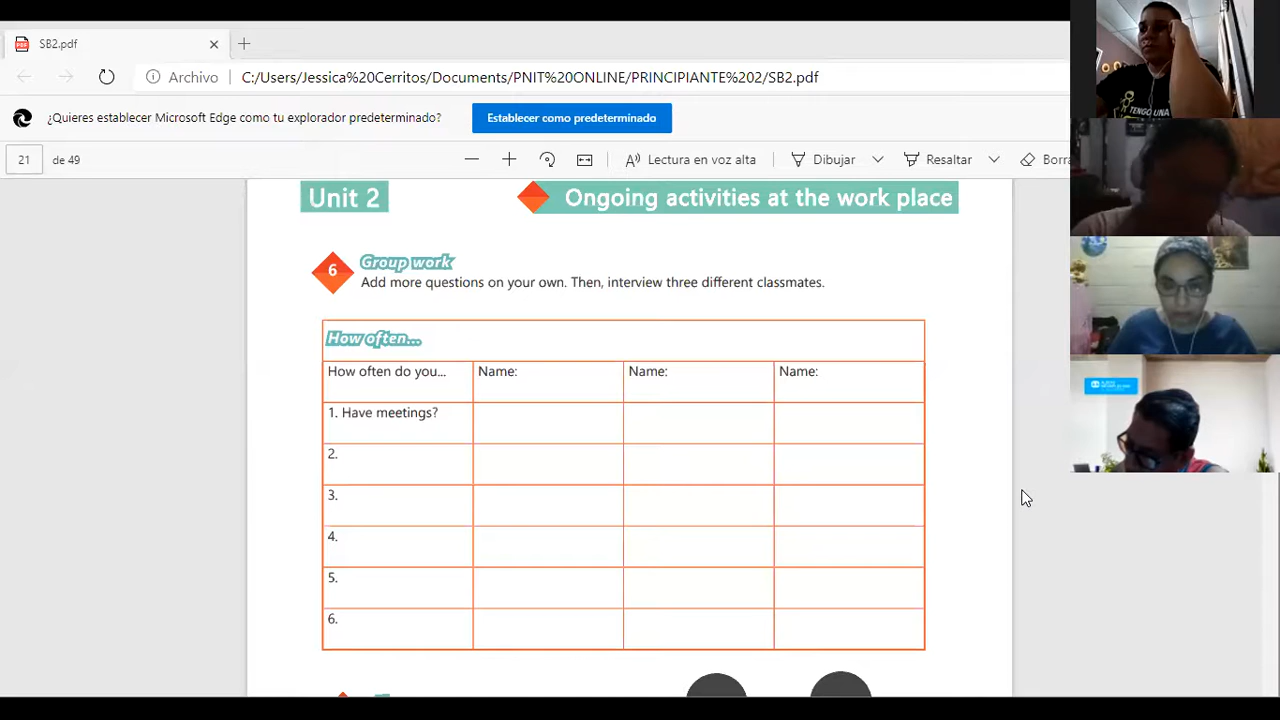 SB2.pdf
Archivo C:/Users/Jessica%20Cerritos/Documents/PNIT%20ONLINE/PRINCIPIANTE%202/SB2.pdf
¿Quieres establecer Microsoft Edge como tu explorador predeterminado? Establecer como predeterminado
21 de 49 Lectura en voz alta Dibujar Resaltar Borra
Unit 2 Ongoing activities at the work place
6 Group work
Add more questions on your own. Then, interview three different classmates.
How often...
How often do you... Name: Name: Name:
1. Have meetings?
2.
3.
4.
5.
6.
TENGO UNA